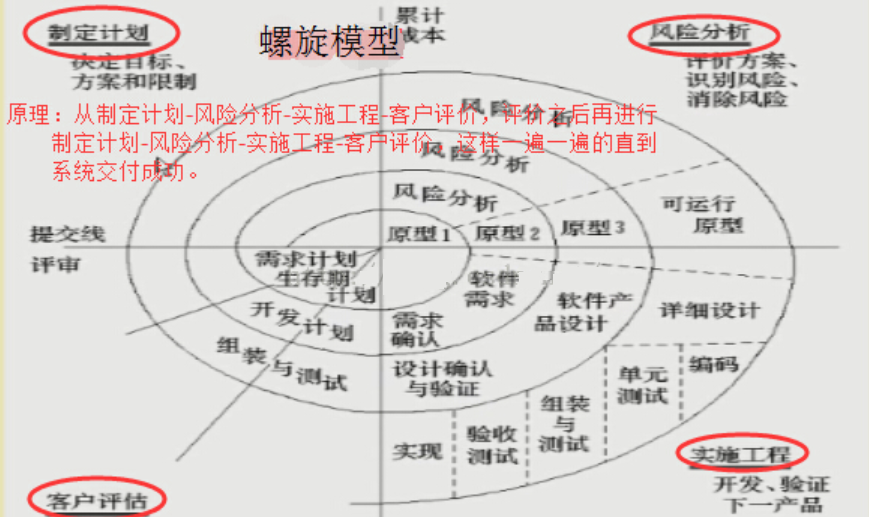 制定计划
决定目标、
方案和限制
螺旋模型
累计
成本
风险分析
评价方案、
识别风险、
消除风险
原理：从制定计划-风险分析-实施工程-客户评价，评价之后再进行
制定计划-风险分析-实施工程-客户评价，这样一遍一遍的直到
系统交付成功。
风险分析
风险分析
风险分析
可运行
原型
原型1
原型2
原型3
提交线
评审
需求计划
生存期
计划
开发计划
组装与测试
软件
需求
需求
确认
软件产
品设计
详细设计
设计确认
与验证
编码
单元
测试
组装
与
测试
验收
测试
实现
实施工程
开发、验证
下一产品
客户评估